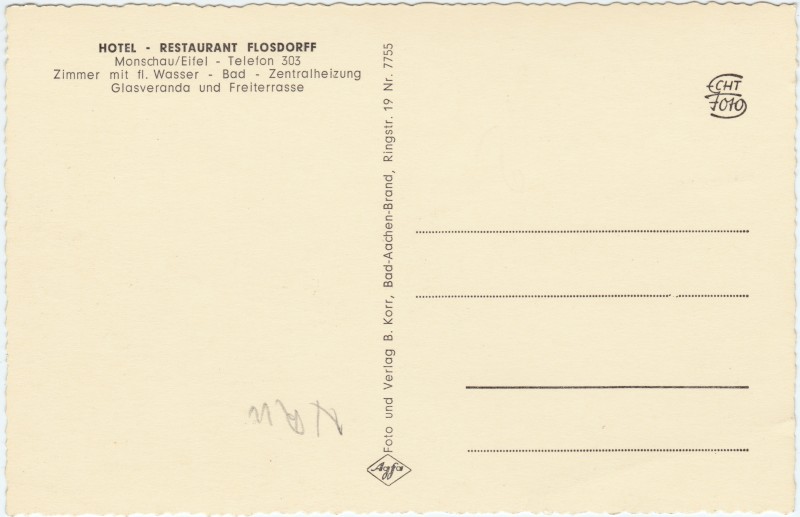 HOTEL - RESTAURANT FLOSDORFF
Monschau/Eifel - Telefon 303
Zimmer mit fl. Wasser - Bad - Zentralheizung
Glasveranda und Freiterrasse
Foto und Verlag B. Korr, Bad-Aachen-Brand, Ringstr. 19 Nr. 7755
Agfa
ECHT
FOTO